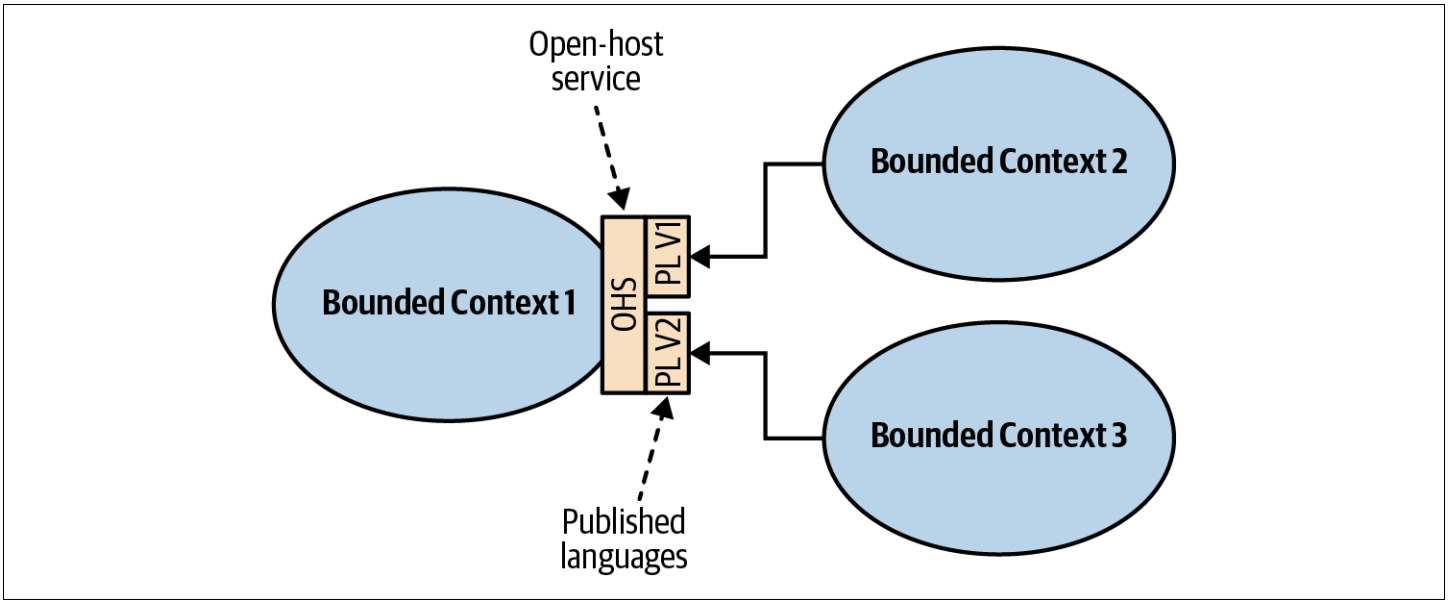 Open-host
service
Bounded Context 2
PL V1
Bounded Context 1
OHS
PL V2
Bounded Context 3
Published
languages